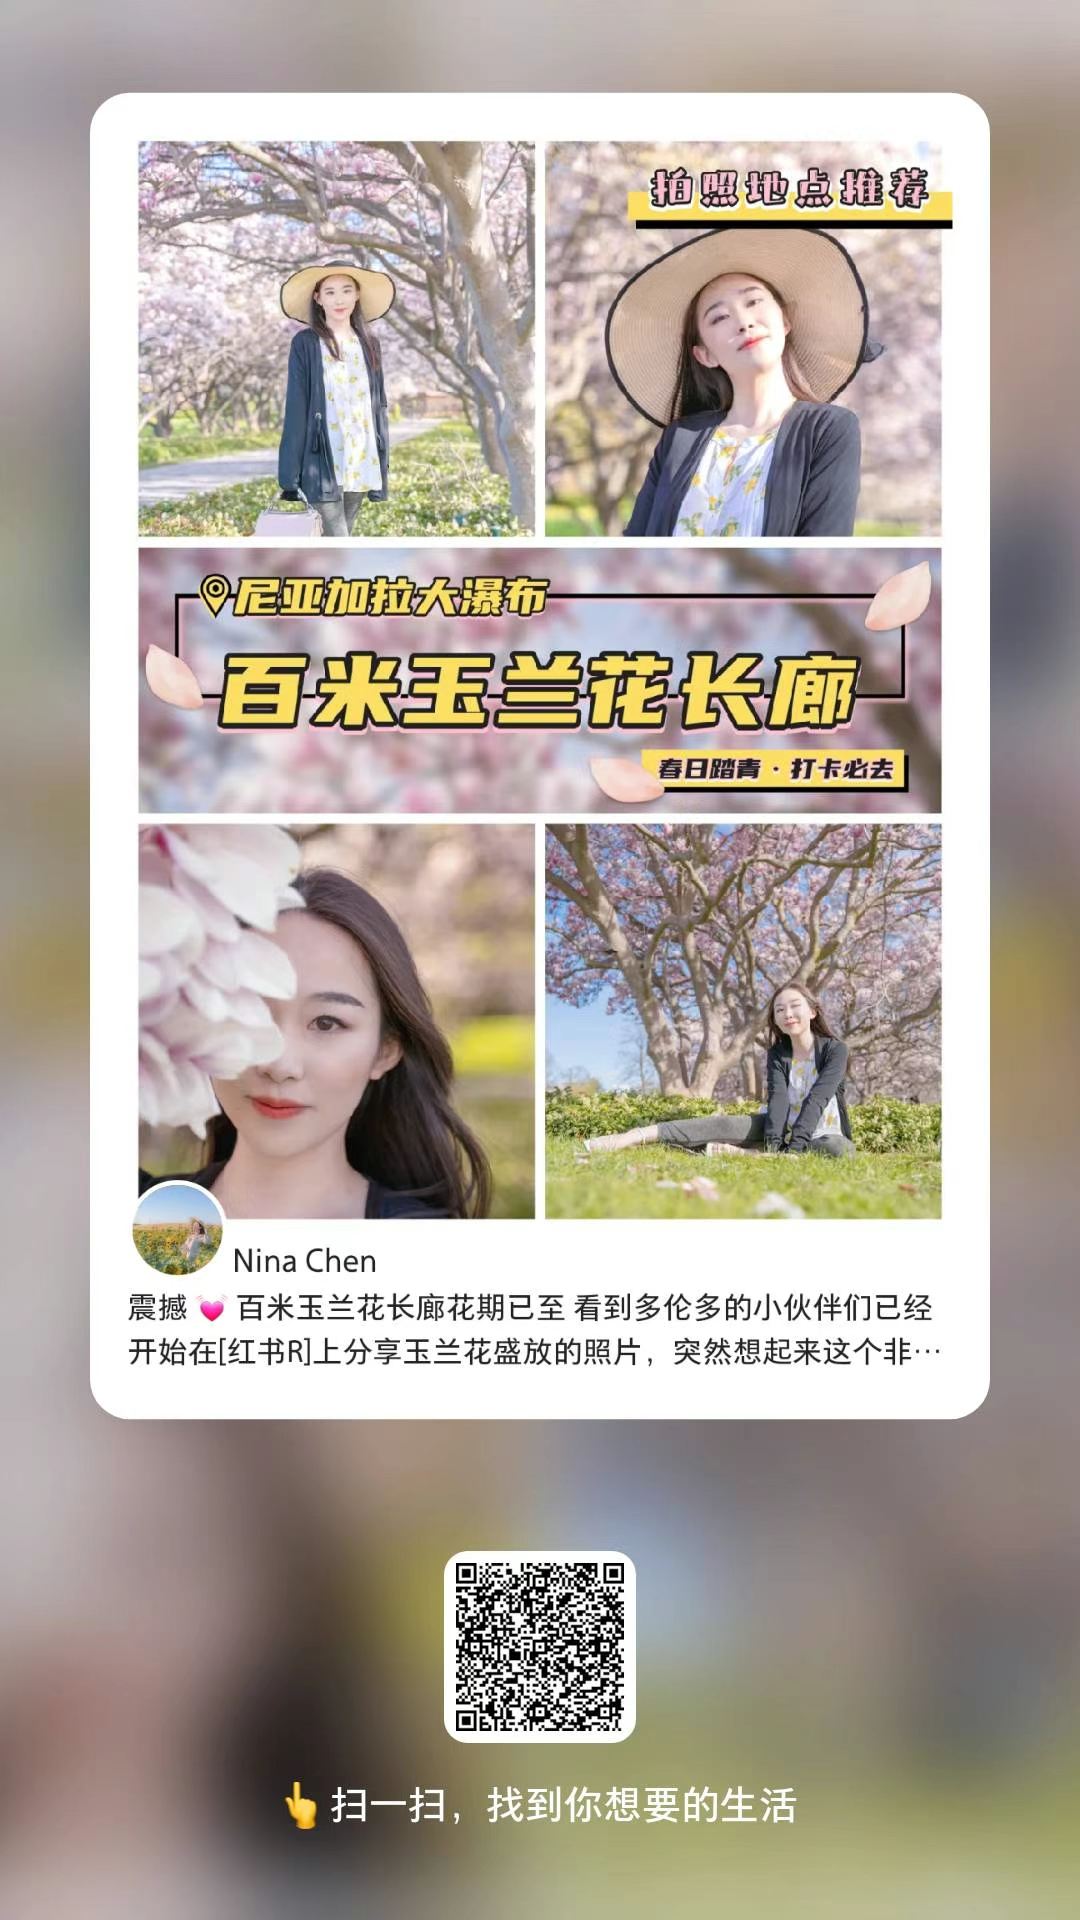 拍照地点推荐
尼亚加拉大瀑布
百米玉兰花长廊
春日踏青 · 打卡必去
Nina Chen
震撼 💓 百米玉兰花长廊花期已至 看到多伦多的小伙伴们已经
开始在[红书R]上分享玉兰花盛放的照片，突然想起来这个非…
👆 扫一扫，找到你想要的生活